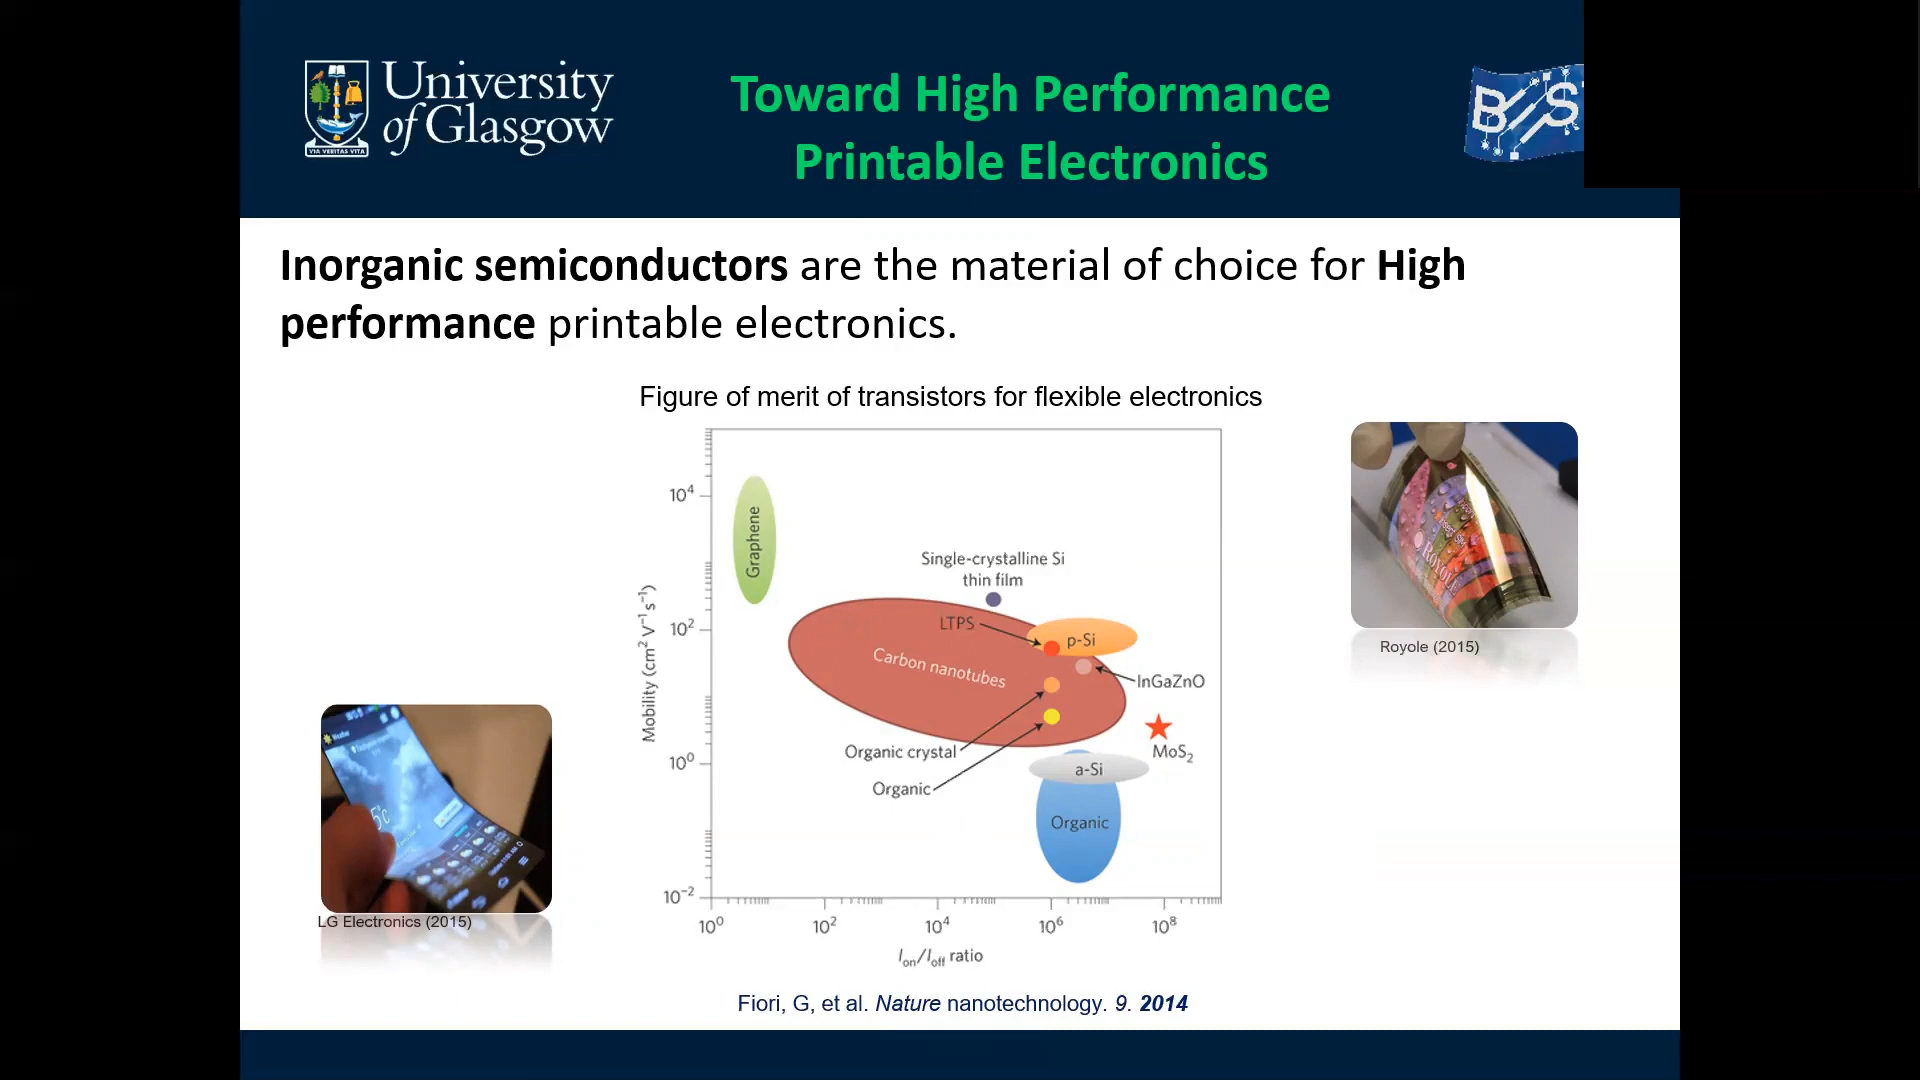 University
of Glasgow
VIA VERITAS VITA
Toward High Performance
Printable Electronics
Inorganic semiconductors are the material of choice for High
performance printable electronics.
Figure of merit of transistors for flexible electronics
10⁴
10²
10⁰
10⁻²
Mobility (cm² V⁻¹ s⁻¹)
Graphene
Single-crystalline Si
thin film
LTPS
p-Si
Carbon nanotubes
InGaZnO
Organic crystal
MoS₂
a-Si
Organic
Organic
10⁰ 10² 10⁴ 10⁶ 10⁸
Ion/Ioff ratio
ROYOLE
Royole (2015)
LG Electronics (2015)
Fiori, G, et al. Nature nanotechnology. 9. 2014